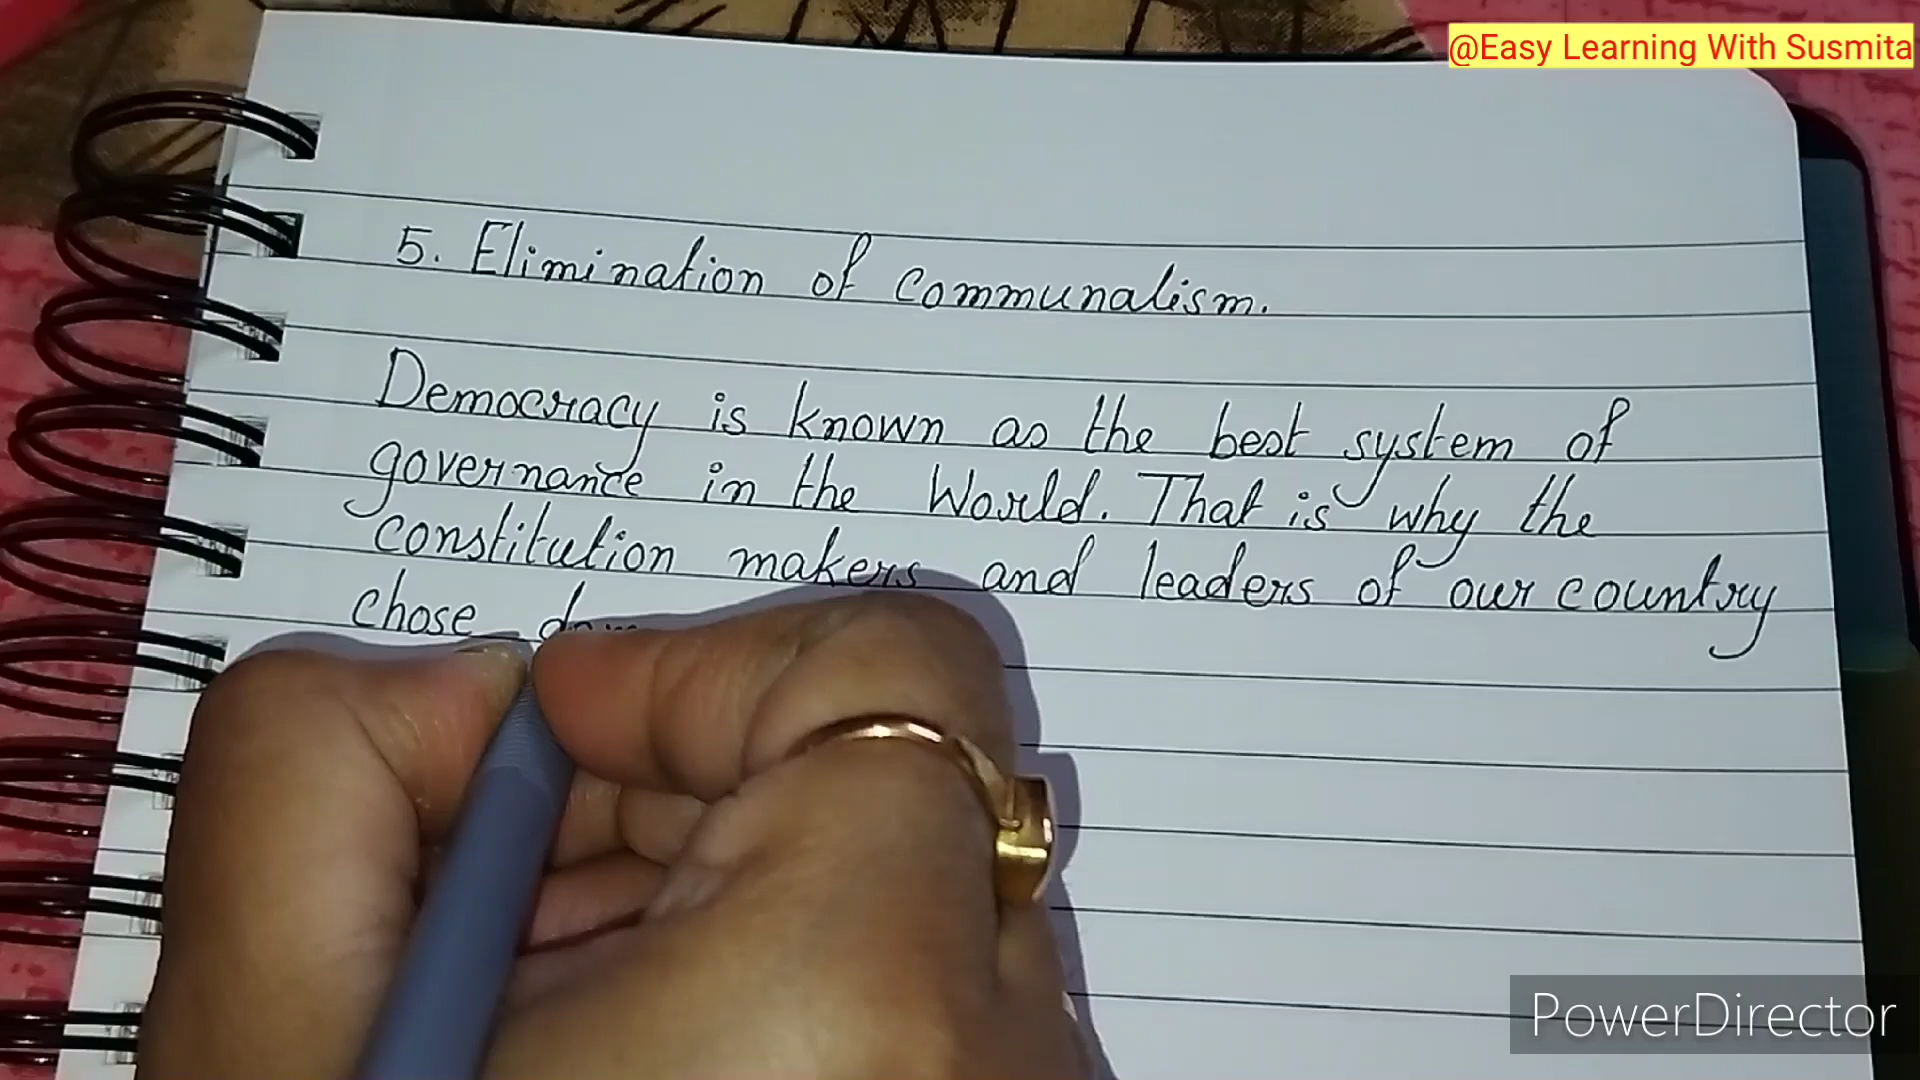 @Easy Learning With Susmita
5. Elimination of communalism.
Democracy is known as the best system of
governance in the World. That is why the
constitution makers and leaders of our country
chose
PowerDirector